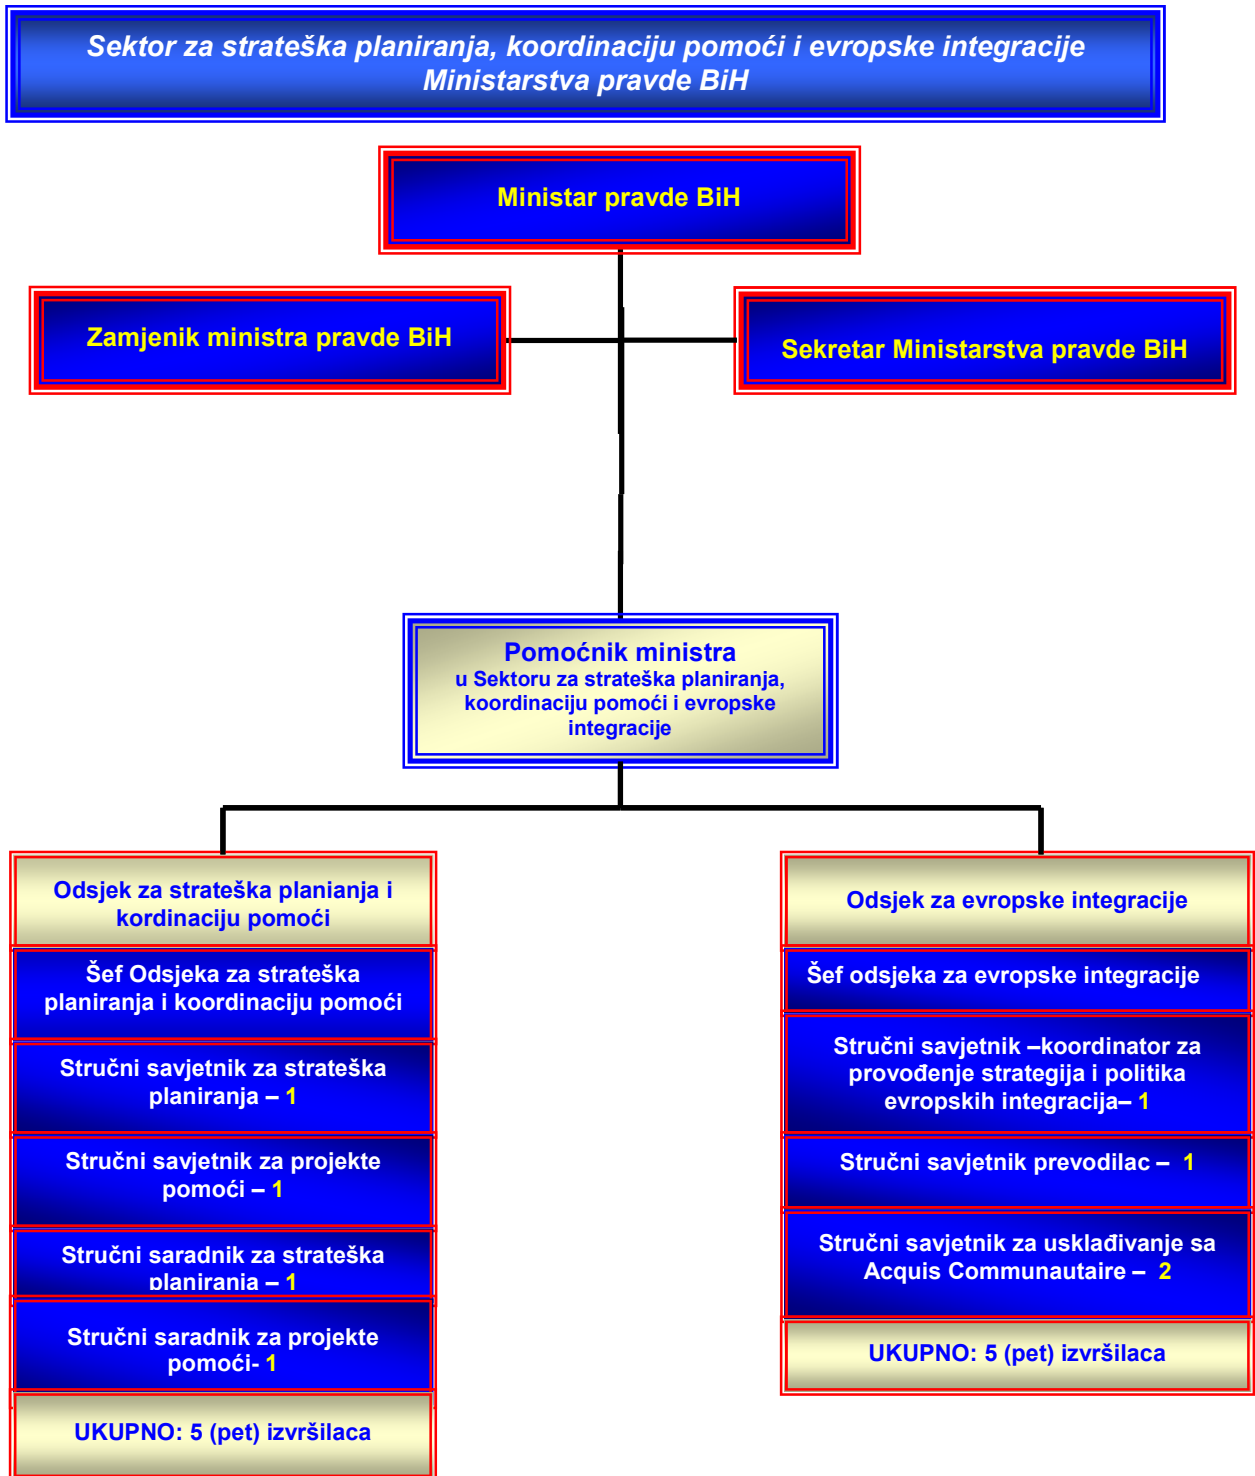 Sektor za strateška planiranja, koordinaciju pomoći i evropske integracije
Ministarstva pravde BiH
Ministar pravde BiH
Zamjenik ministra pravde BiH
Sekretar Ministarstva pravde BiH
Pomoćnik ministra
u Sektoru za strateška planiranja,
koordinaciju pomoći i evropske
integracije
Odsjek za strateška planianja i
kordinaciju pomoći
Šef Odsjeka za strateška
planiranja i koordinaciju pomoći
Stručni savjetnik za strateška
planiranja – 1
Stručni savjetnik za projekte
pomoći – 1
Stručni saradnik za strateška
planirania – 1
Stručni saradnik za projekte
pomoći- 1
UKUPNO: 5 (pet) izvršilaca
Odsjek za evropske integracije
Šef odsjeka za evropske integracije
Stručni savjetnik –koordinator za
provođenje strategija i politika
evropskih integracija– 1
Stručni savjetnik prevodilac – 1
Stručni savjetnik za usklađivanje sa
Acquis Communautaire – 2
UKUPNO: 5 (pet) izvršilaca